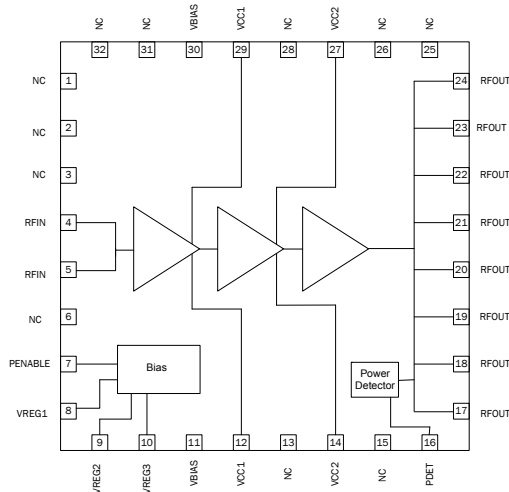 NC
NC
VBIAS
VCC1
NC
VCC2
NC
NC
32
31
30
29
28
27
26
25
NC 1
24 RFOUT
NC 2
23 RFOUT
NC 3
22 RFOUT
RFIN 4
21 RFOUT
RFIN 5
20 RFOUT
NC 6
19 RFOUT
PENABLE 7
Bias
Power
Detector
18 RFOUT
VREG1 8
17 RFOUT
9
10
11
12
13
14
15
16
VREG2
VREG3
VBIAS
VCC1
NC
VCC2
NC
PDET